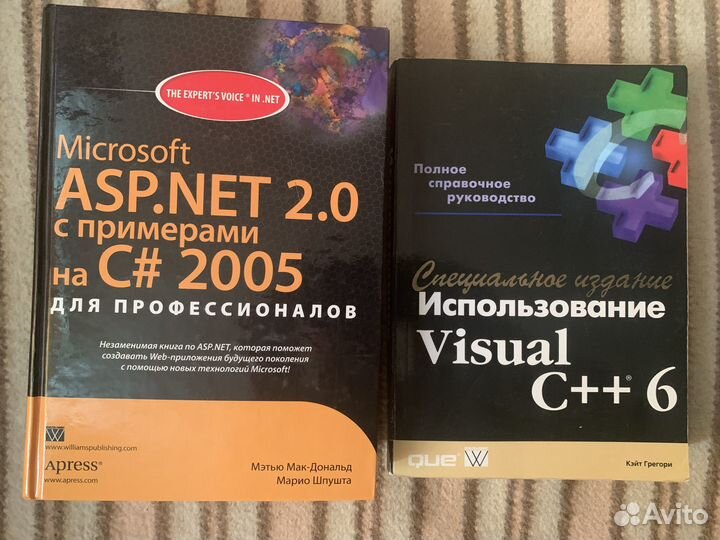 THE EXPERT'S VOICE® IN .NET
Microsoft
ASP.NET 2.0
с примерами
на C# 2005
ДЛЯ ПРОФЕССИОНАЛОВ
Незаменимая книга по ASP.NET, которая поможет
создавать Web-приложения будущего поколения
с помощью новых технологий Microsoft!
W
www.williamspublishing.com
Apress®
www.apress.com
Мэтью Мак-Дональд
Марио Шпушта
Полное
справочное
руководство
Специальное издание
Использование
Visual
C++® 6
que®
W
Кэйт Грегори
Avito